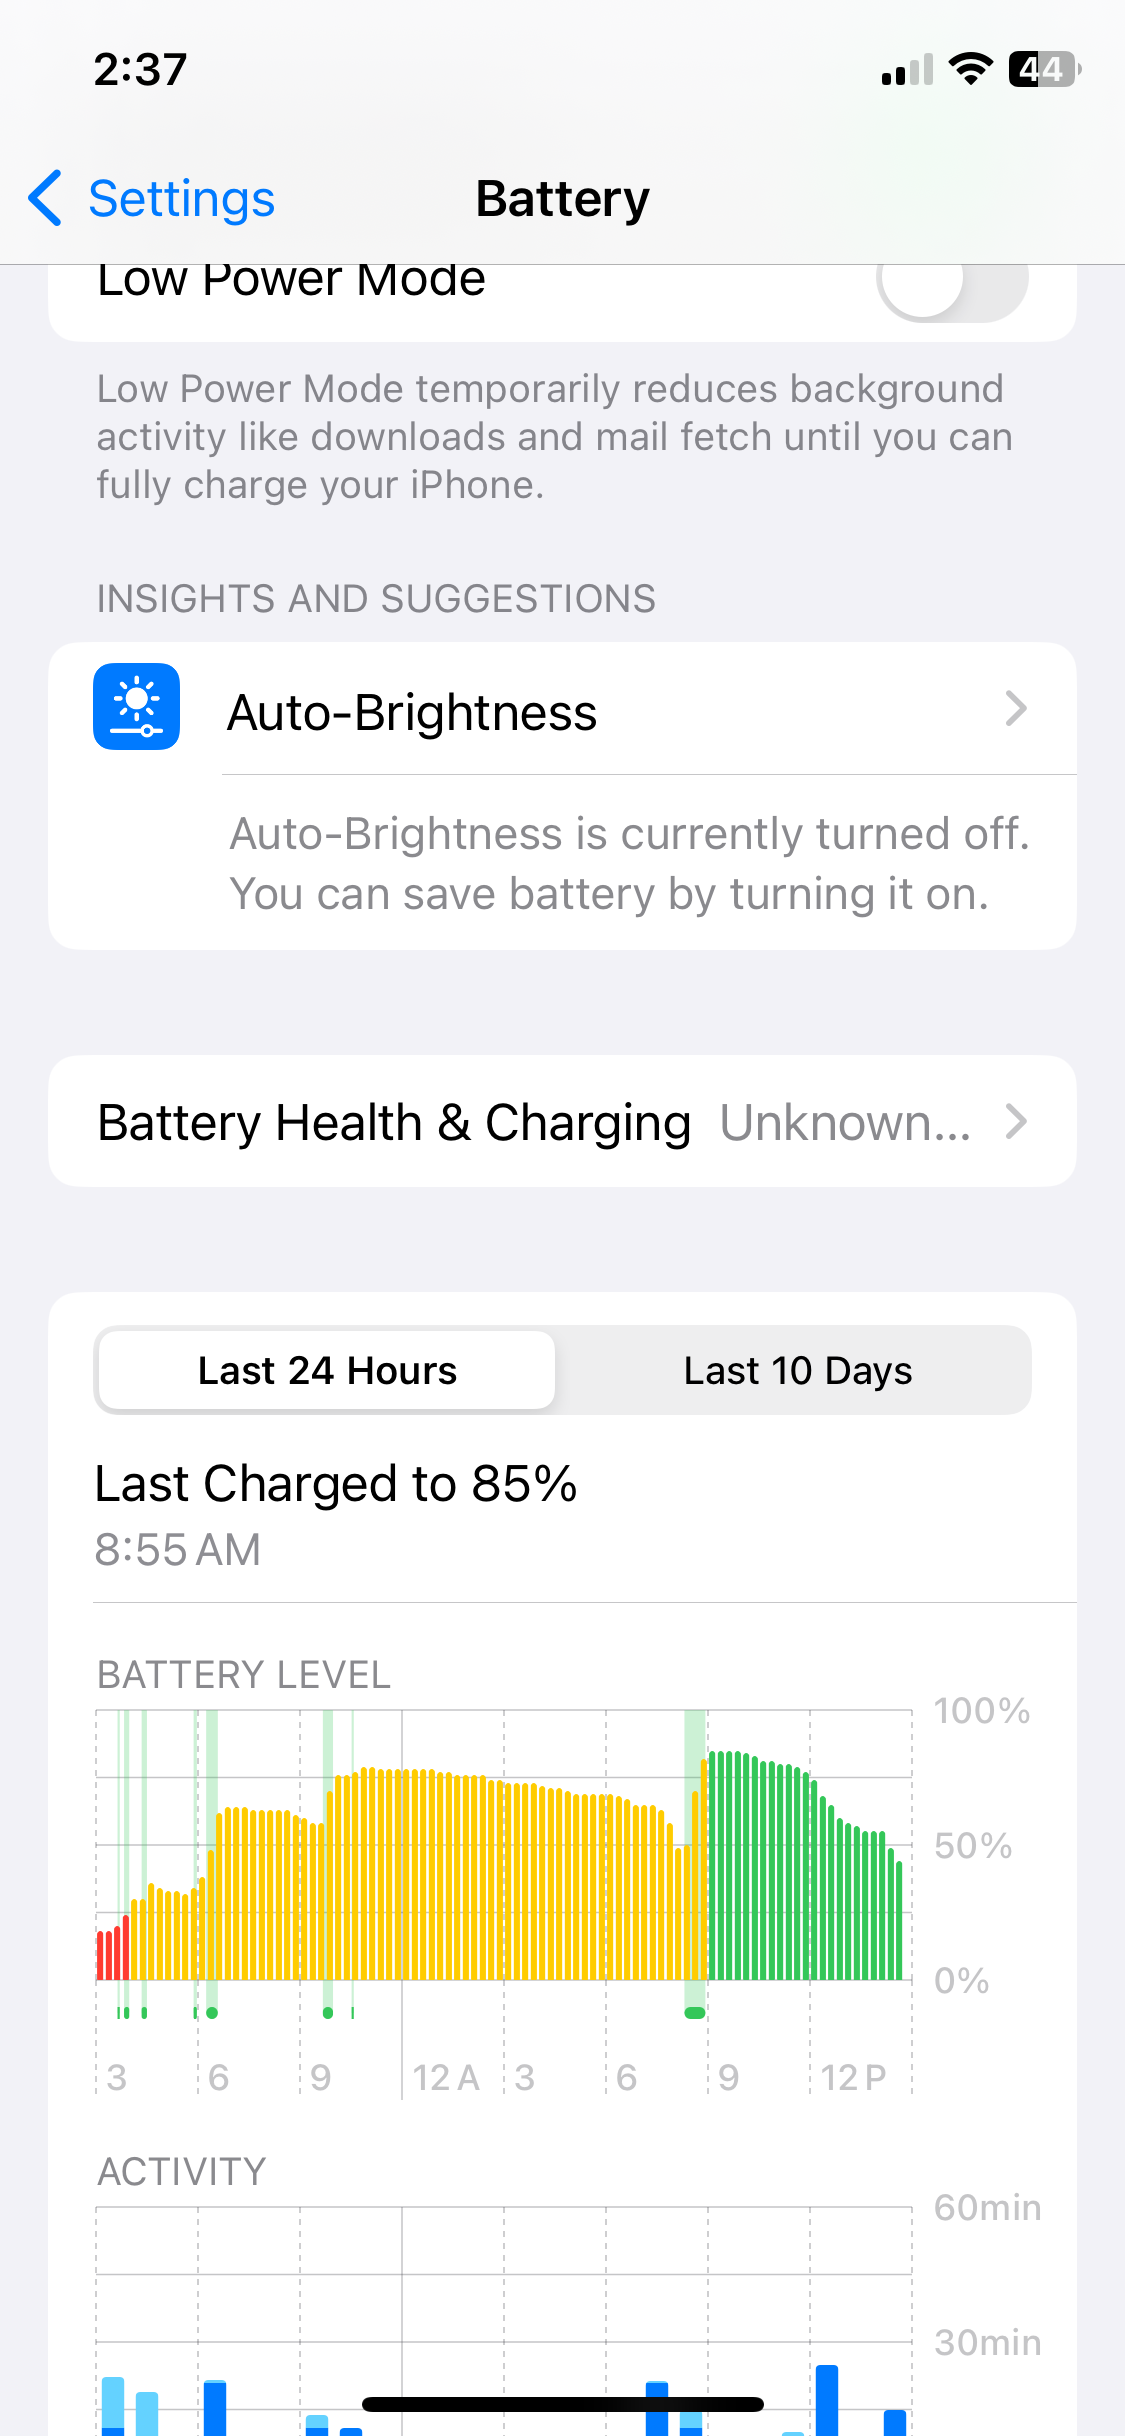 2:37
44
Settings
Battery
Low Power Mode
Low Power Mode temporarily reduces background
activity like downloads and mail fetch until you can
fully charge your iPhone.
INSIGHTS AND SUGGESTIONS
Auto-Brightness
Auto-Brightness is currently turned off.
You can save battery by turning it on.
Battery Health & Charging Unknown...
Last 24 Hours
Last 10 Days
Last Charged to 85%
8:55 AM
BATTERY LEVEL
100%
50%
0%
3 6 9 12 A 3 6 9 12 P
ACTIVITY
60min
30min